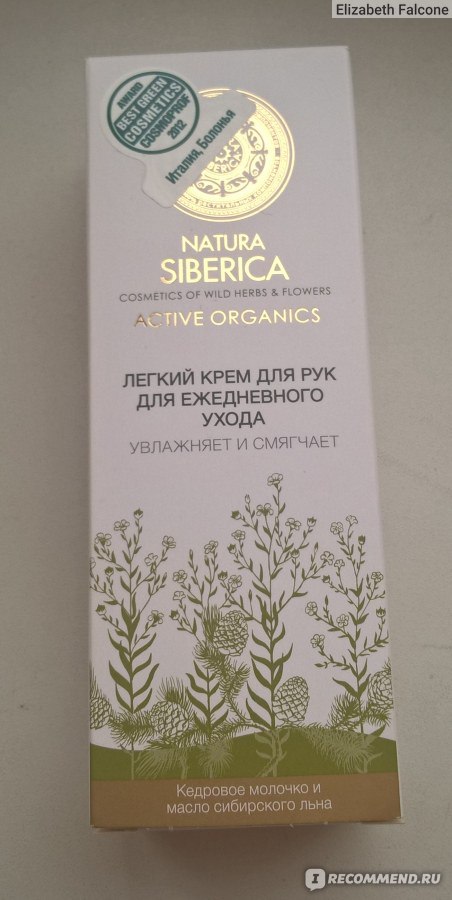 Elizabeth Falcone
AWARD
BEST GREEN
COSMETICS
COSMOPROF
2012
Италия, Болонья
NATURA
SIBERICA
COSMETICS OF WILD HERBS & FLOWERS
ACTIVE ORGANICS
ЛЕГКИЙ КРЕМ ДЛЯ РУК
ДЛЯ ЕЖЕДНЕВНОГО
УХОДА
УВЛАЖНЯЕТ И СМЯГЧАЕТ
Кедровое молочко и
масло сибирского льна
IRECOMMEND.RU